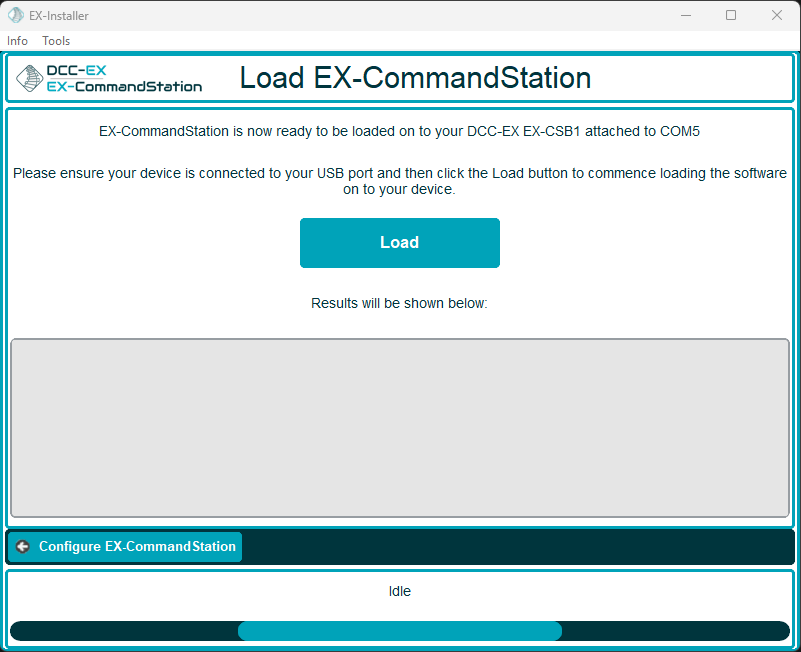 EX-Installer
Info Tools
DCC-EX
EX-CommandStation
Load EX-CommandStation
EX-CommandStation is now ready to be loaded on to your DCC-EX EX-CSB1 attached to COM5
Please ensure your device is connected to your USB port and then click the Load button to commence loading the software
on to your device.
Load
Results will be shown below:
Configure EX-CommandStation
Idle